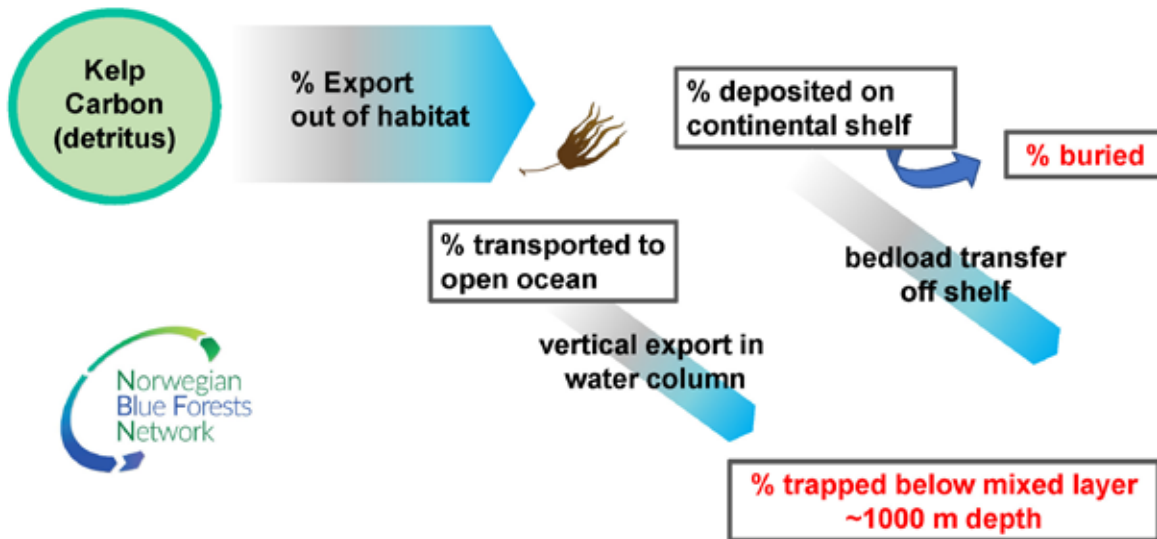 Kelp
Carbon
(detritus)
% Export
out of habitat
% deposited on
continental shelf
% buried
% transported to
open ocean
bedload transfer
off shelf
vertical export in
water column
Norwegian
Blue Forests
Network
% trapped below mixed layer
~1000 m depth